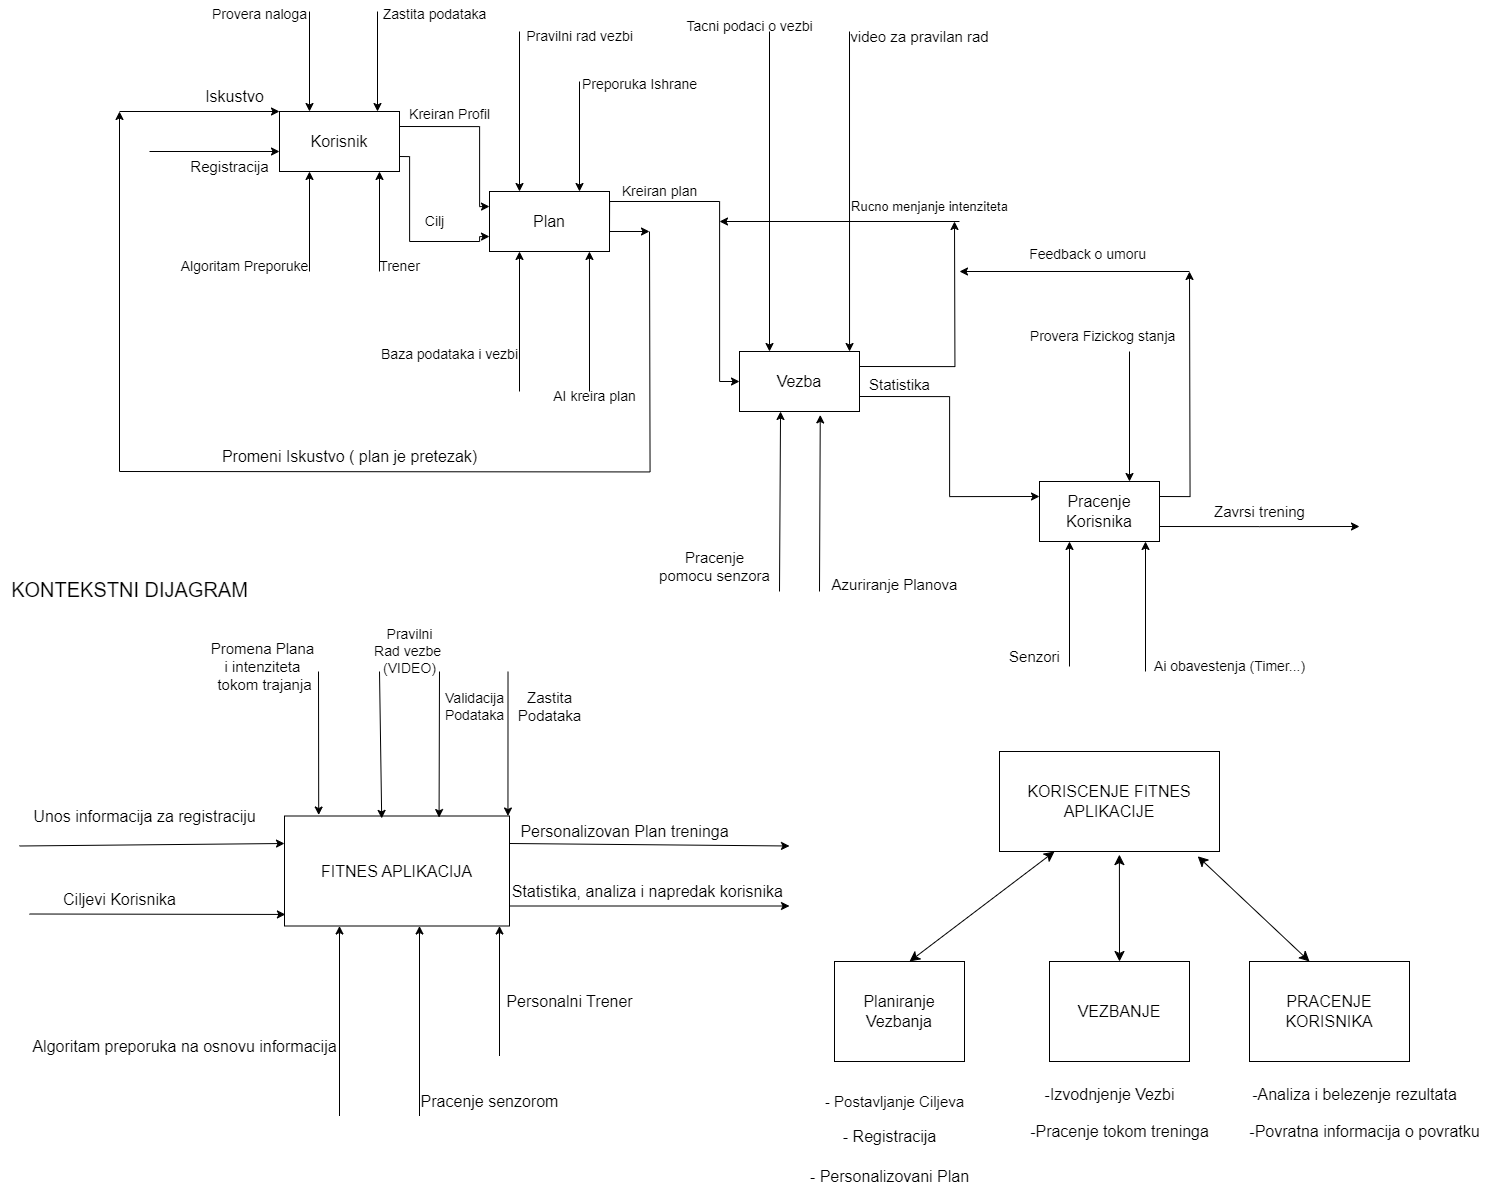 Provera naloga
Zastita podataka
Tacni podaci o vezbi
Pravilni rad vezbi
video za pravilan rad
Preporuka Ishrane
Iskustvo
Kreiran Profil
Korisnik
Registracija
Kreiran plan
Rucno menjanje intenziteta
Cilj
Plan
Feedback o umoru
Algoritam Preporuke
Trener
Provera Fizickog stanja
Baza podataka i vezbi
Vezba
Statistika
AI kreira plan
Promeni Iskustvo ( plan je pretezak)
Pracenje
Korisnika
Zavrsi trening
Pracenje
pomocu senzora
Azuriranje Planova
Senzori
Ai obavestenja (Timer...)
KONTEKSTNI DIJAGRAM
Promena Plana
i intenziteta
tokom trajanja
Pravilni
Rad vezbe
(VIDEO)
Validacija
Podataka
Zastita
Podataka
Unos informacija za registraciju
Personalizovan Plan treninga
FITNES APLIKACIJA
Ciljevi Korisnika
Statistika, analiza i napredak korisnika
Personalni Trener
Algoritam preporuka na osnovu informacija
Pracenje senzorom
KORISCENJE FITNES
APLIKACIJE
Planiranje
Vezbanja
VEZBANJE
PRACENJE
KORISNIKA
- Postavljanje Ciljeva
- Registracija
- Personalizovani Plan
-Izvodnjenje Vezbi
-Pracenje tokom treninga
-Analiza i belezenje rezultata
-Povratna informacija o povratku